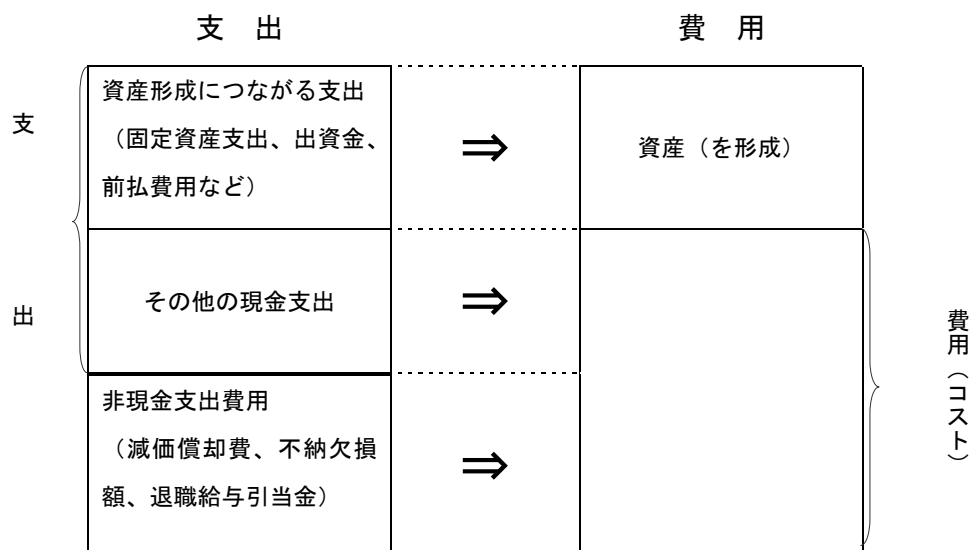 支 出
費 用
支
出
資産形成につながる支出
（固定資産支出、出資金、
前払費用など）
⇒
資産（を形成）
その他の現金支出
⇒
非現金支出費用
（減価償却費、不納欠損
額、退職給与引当金）
⇒
費用（コスト）